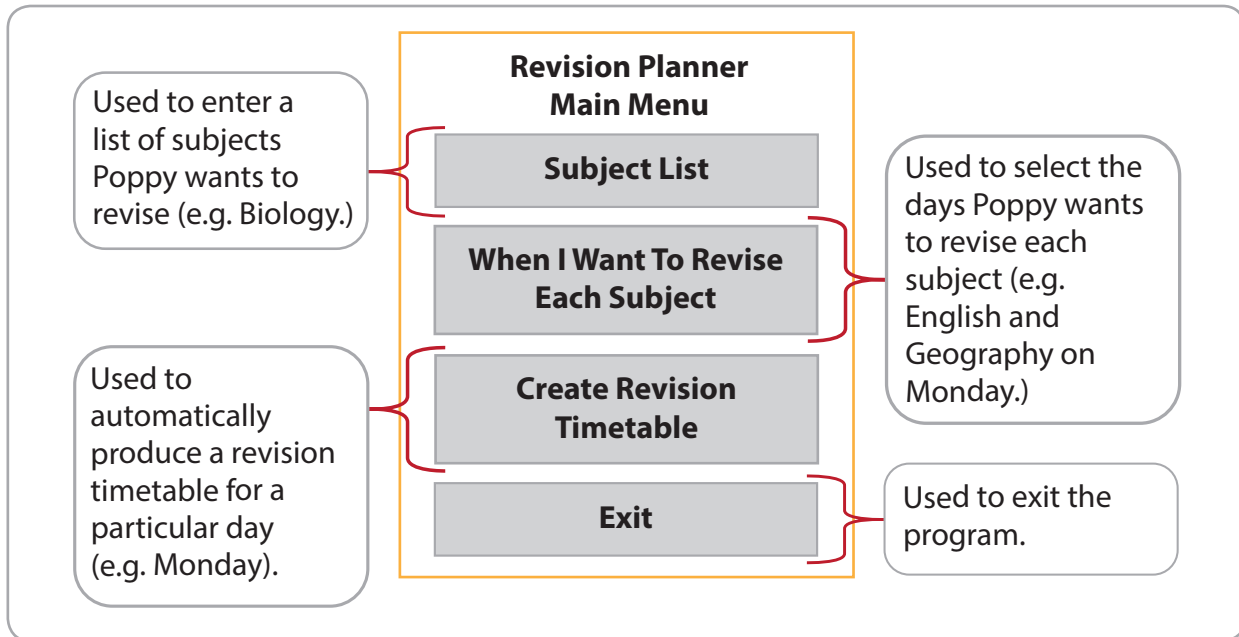 Revision Planner
Main Menu
Used to enter a
list of subjects
Poppy wants to
revise (e.g. Biology.)
Subject List
When I Want To Revise
Each Subject
Used to select the
days Poppy wants
to revise each
subject (e.g.
English and
Geography on
Monday.)
Used to
automatically
produce a revision
timetable for a
particular day
(e.g. Monday).
Create Revision
Timetable
Exit
Used to exit the
program.